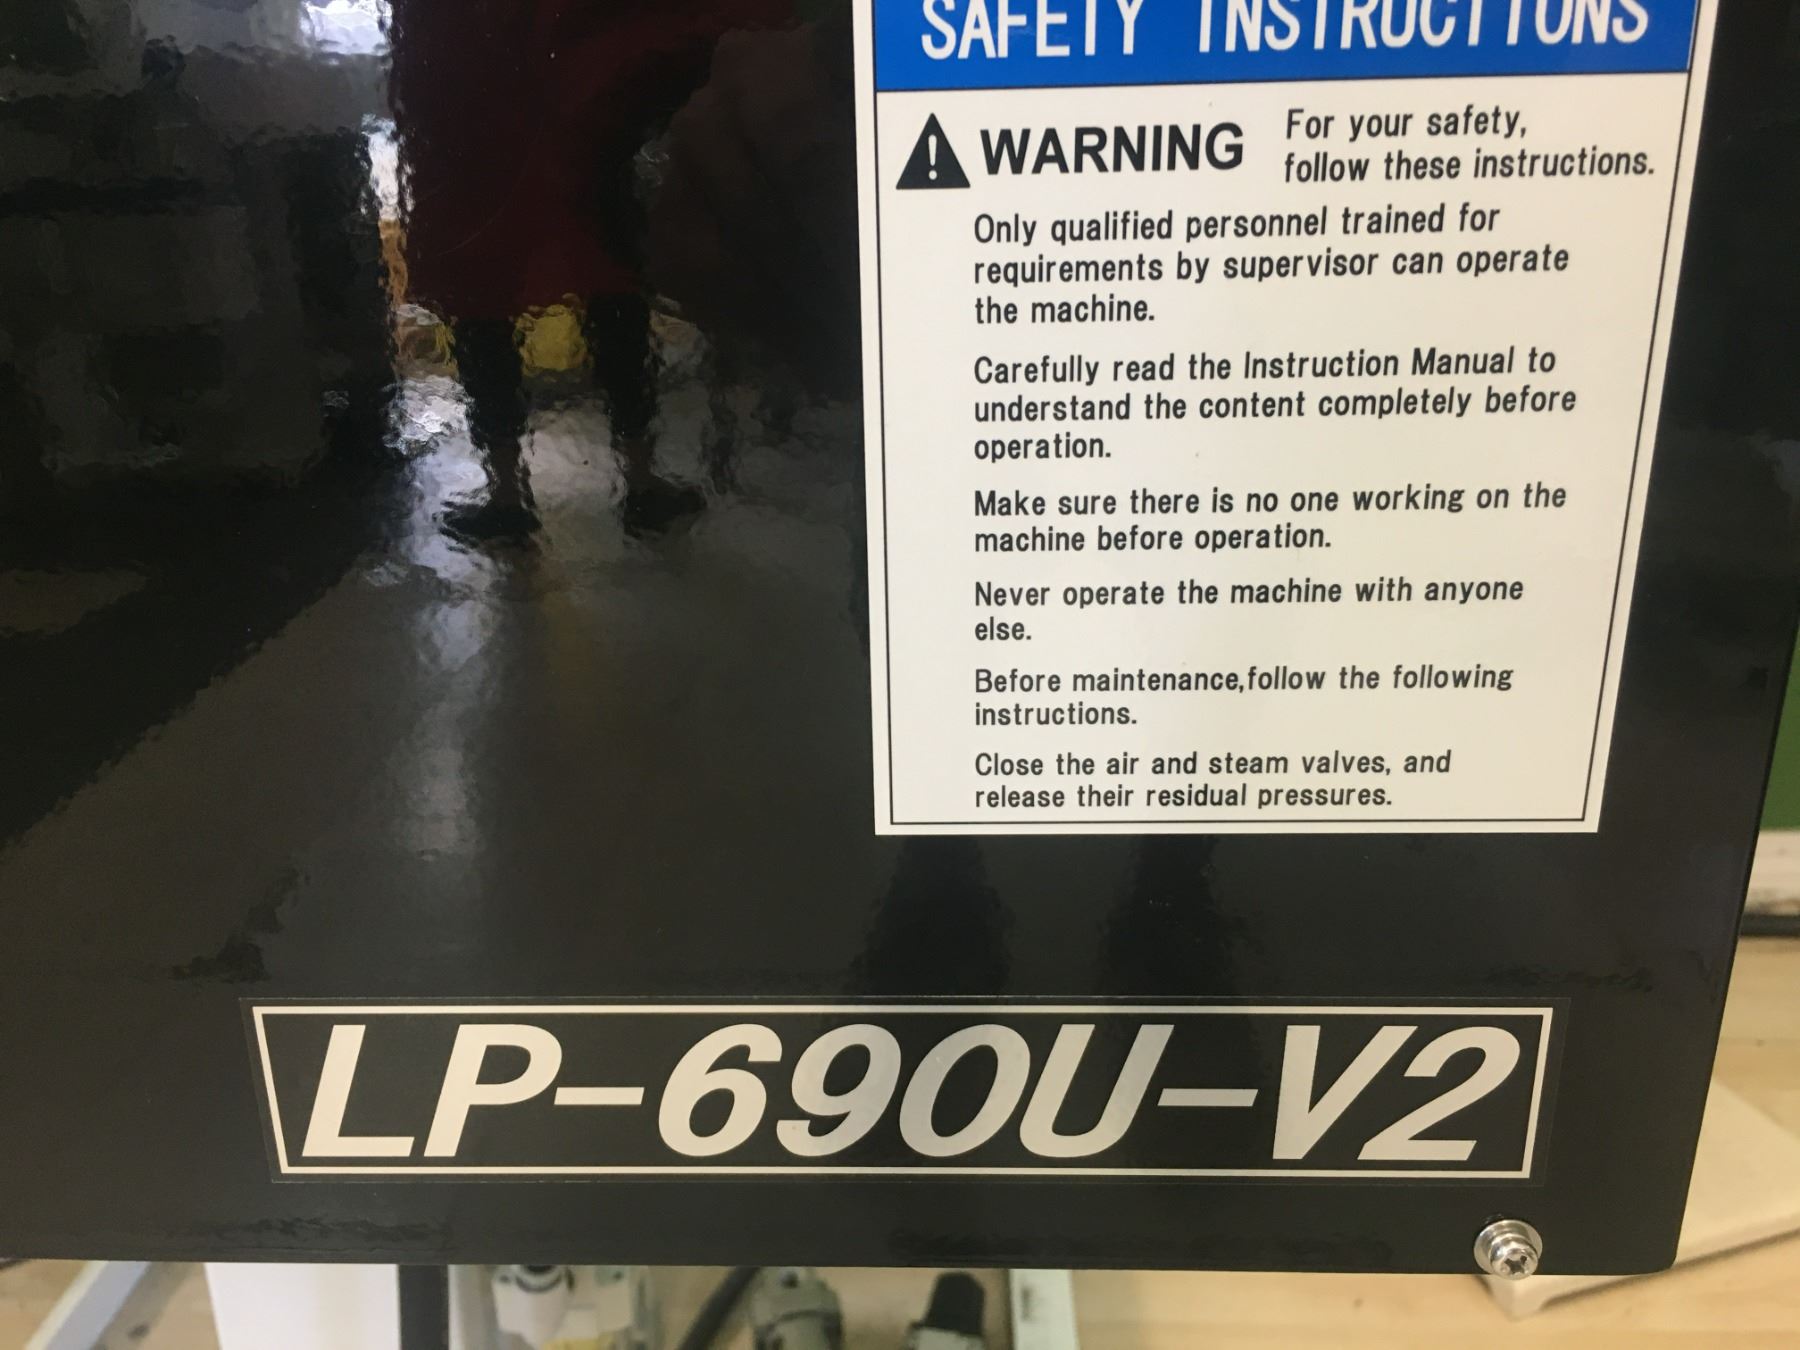 SAFETY INSTRUCTIONS
WARNING
For your safety,
follow these instructions.
Only qualified personnel trained for
requirements by supervisor can operate
the machine.
Carefully read the Instruction Manual to
understand the content completely before
operation.
Make sure there is no one working on the
machine before operation.
Never operate the machine with anyone
else.
Before maintenance,follow the following
instructions.
Close the air and steam valves, and
release their residual pressures.
LP-690U-V2